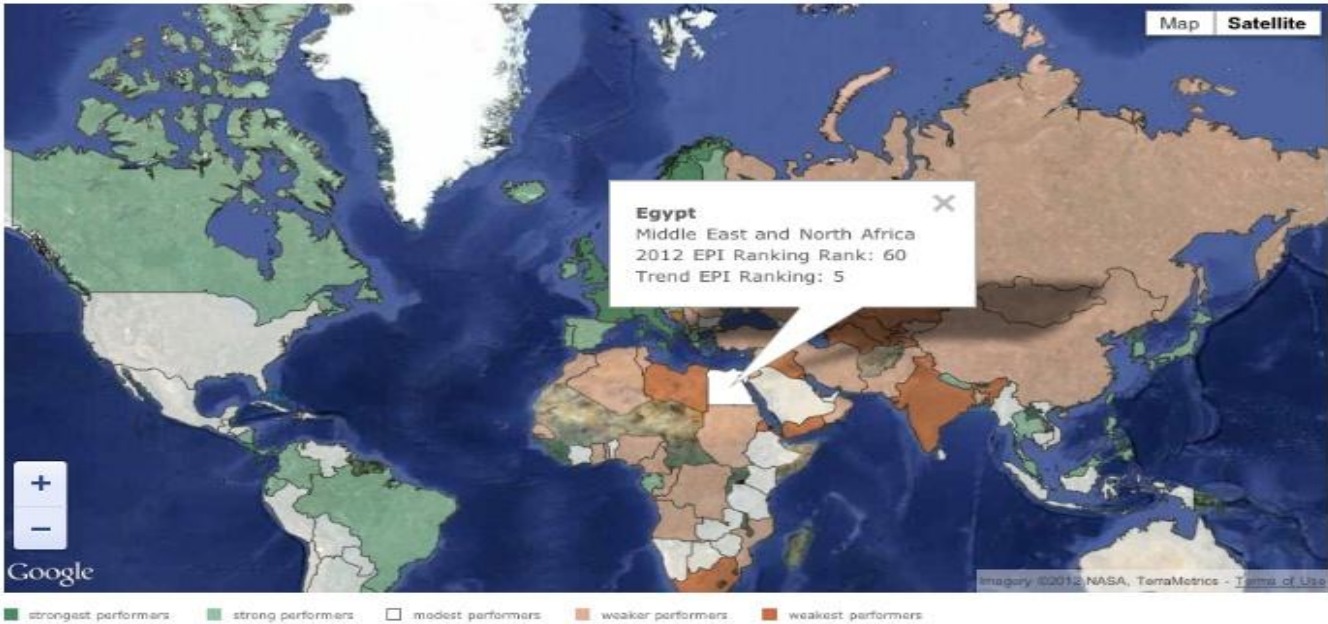 Map Satellite
Egypt
Middle East and North Africa
2012 EPI Ranking Rank: 60
Trend EPI Ranking: 5
+
−
Google
Imagery ©2012 NASA, TerraMetrics - Terms of Use
strongest performers strong performers modest performers weaker performers weakest performers